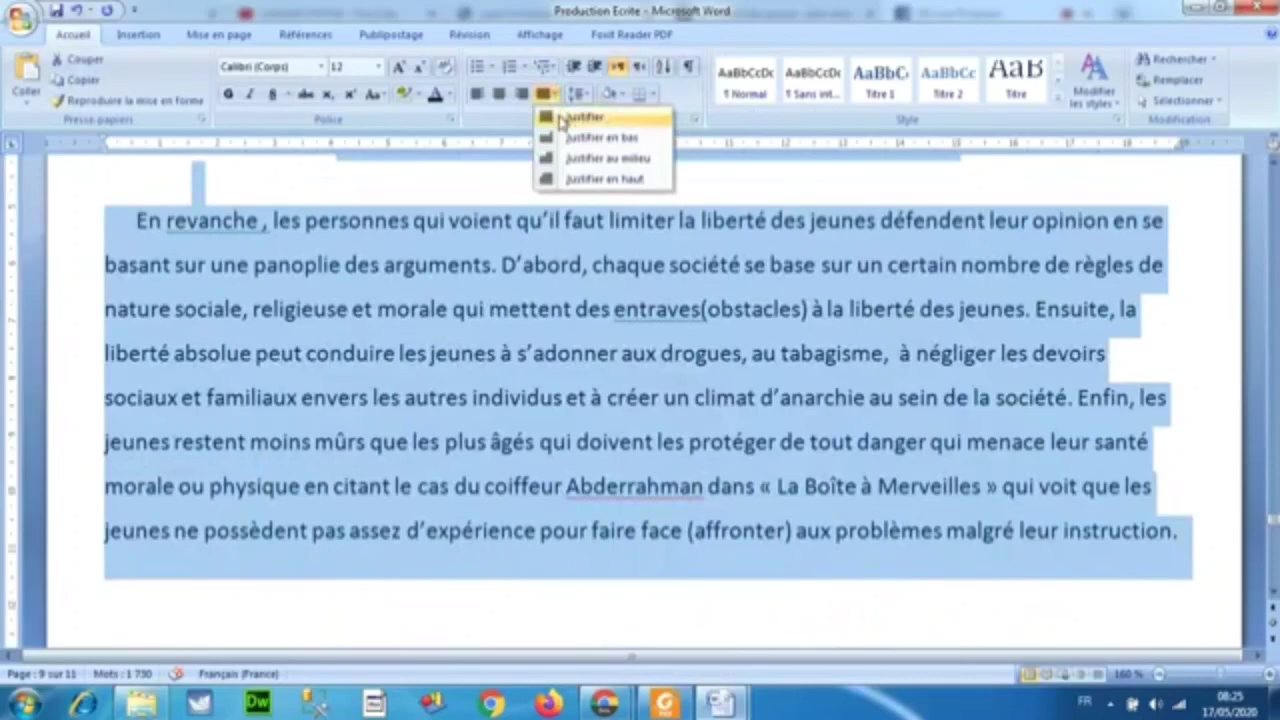 Production Ecrite - Microsoft Word
Accueil Insertion Mise en page Références Publipostage Révision Affichage Foxit Reader PDF
Coller
Couper
Copier
Reproduire la mise en forme
Presse-papiers
Calibri (Corps) 12
Police
AaBbCcDc AaBbCcDc AaBbC AaBbCc AaB
¶ Normal ¶ Sans int... Titre 1 Titre 2 Titre
Modifier les styles
Style
Rechercher
Remplacer
Sélectionner
Modification
Justifier
Justifier en bas
Justifier au milieu
Justifier en haut
En revanche , les personnes qui voient qu’il faut limiter la liberté des jeunes défendent leur opinion en se
basant sur une panoplie des arguments. D’abord, chaque société se base sur un certain nombre de règles de
nature sociale, religieuse et morale qui mettent des entraves(obstacles) à la liberté des jeunes. Ensuite, la
liberté absolue peut conduire les jeunes à s’adonner aux drogues, au tabagisme, à négliger les devoirs
sociaux et familiaux envers les autres individus et à créer un climat d’anarchie au sein de la société. Enfin, les
jeunes restent moins mûrs que les plus âgés qui doivent les protéger de tout danger qui menace leur santé
morale ou physique en citant le cas du coiffeur Abderrahman dans « La Boîte à Merveilles » qui voit que les
jeunes ne possèdent pas assez d’expérience pour faire face (affronter) aux problèmes malgré leur instruction.
Page : 9 sur 11 Mots : 1 730 Français (France) 160 %
FR 08:25
17/05/2020